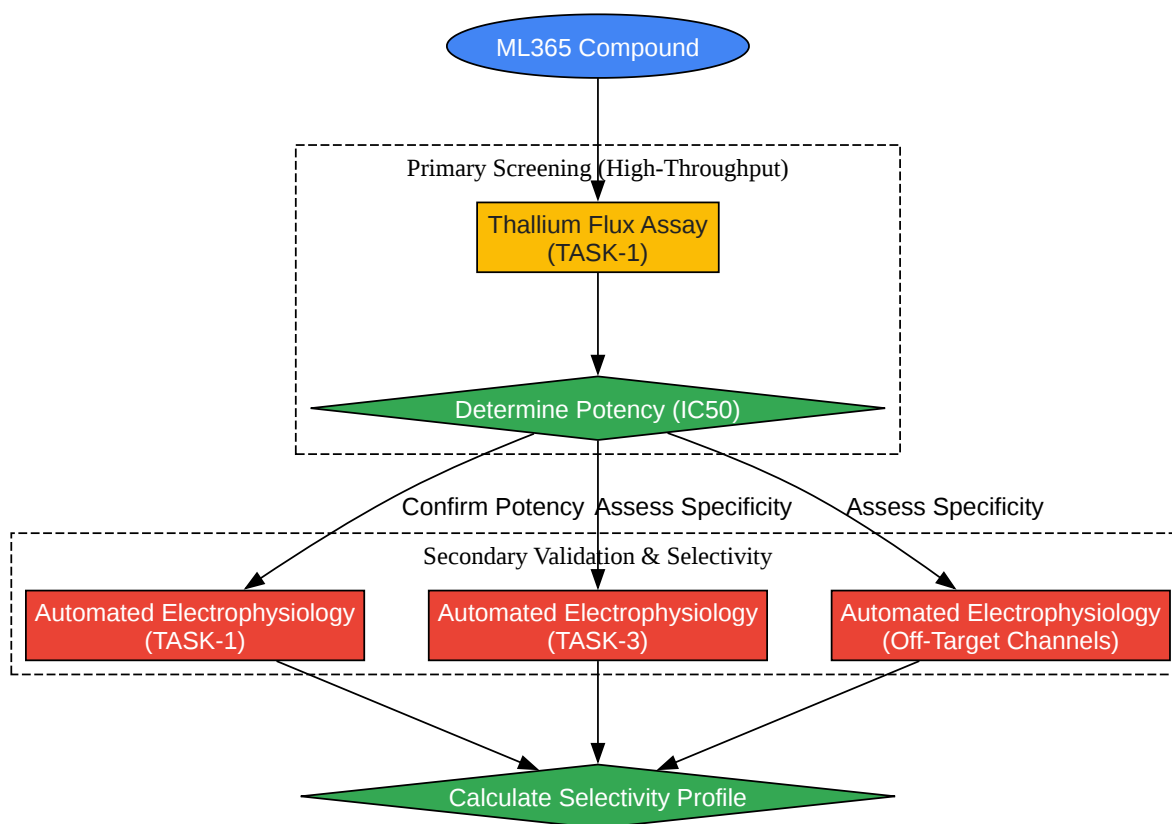 ML365 Compound
Primary Screening (High-Throughput)
Thallium Flux Assay
(TASK-1)
Determine Potency (IC50)
Confirm Potency
Assess Specificity
Assess Specificity
Secondary Validation & Selectivity
Automated Electrophysiology
(TASK-1)
Automated Electrophysiology
(TASK-3)
Automated Electrophysiology
(Off-Target Channels)
Calculate Selectivity Profile